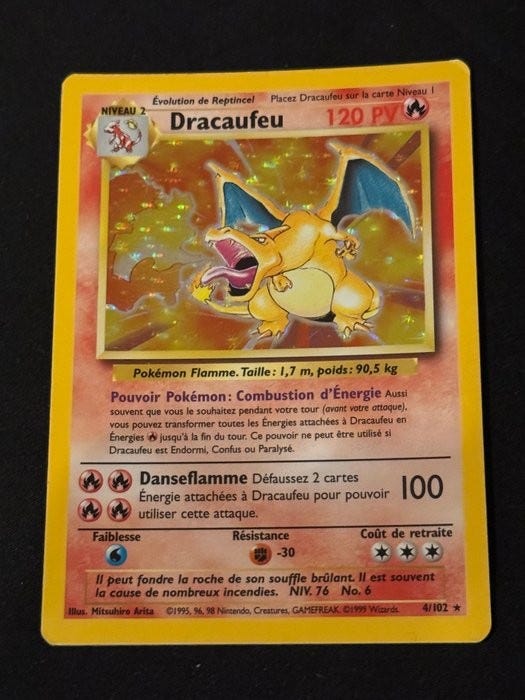 Évolution de Reptincel Placez Dracaufeu sur la carte Niveau 1
NIVEAU 2
Dracaufeu 120 PV
Pokémon Flamme. Taille: 1,7 m, poids: 90,5 kg
Pouvoir Pokémon: Combustion d'Énergie Aussi
souvent que vous le souhaitez pendant votre tour (avant votre attaque),
vous pouvez transformer toutes les Énergies attachées à Dracaufeu en
Énergies jusqu'à la fin du tour. Ce pouvoir ne peut être utilisé si
Dracaufeu est Endormi, Confus ou Paralysé.
Danseflamme Défaussez 2 cartes
Énergie attachées à Dracaufeu pour pouvoir 100
utiliser cette attaque.
Faiblesse Résistance Coût de retraite
-30
Il peut fondre la roche de son souffle brûlant. Il est souvent
la cause de nombreux incendies. NIV. 76 No. 6
Illus. Mitsuhiro Arita ©1995, 96, 98 Nintendo, Creatures, GAMEFREAK. ©1999 Wizards. 4/102 ★